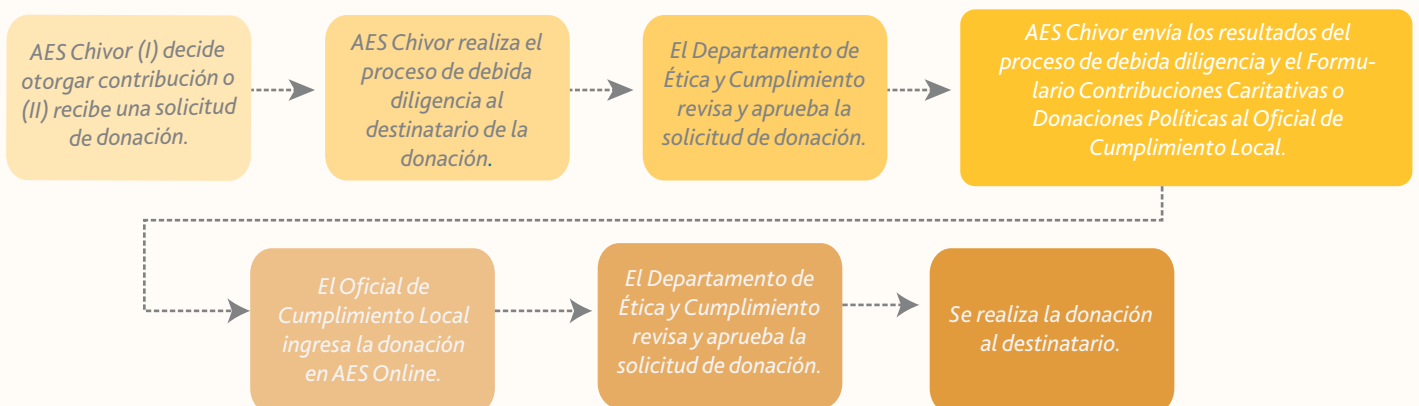 AES Chivor (I) decide
otorgar contribución o
(II) recibe una solicitud
de donación.
AES Chivor realiza el
proceso de debida
diligencia al
destinatario de la
donación.
El Departamento de
Ética y Cumplimiento
revisa y aprueba la
solicitud de donación.
AES Chivor envía los resultados del
proceso de debida diligencia y el Formu-
lario Contribuciones Caritativas o
Donaciones Políticas al Oficial de
Cumplimiento Local.
El Oficial de
Cumplimiento Local
ingresa la donación
en AES Online.
El Departamento de
Ética y Cumplimiento
revisa y aprueba la
solicitud de donación.
Se realiza la donación
al destinatario.